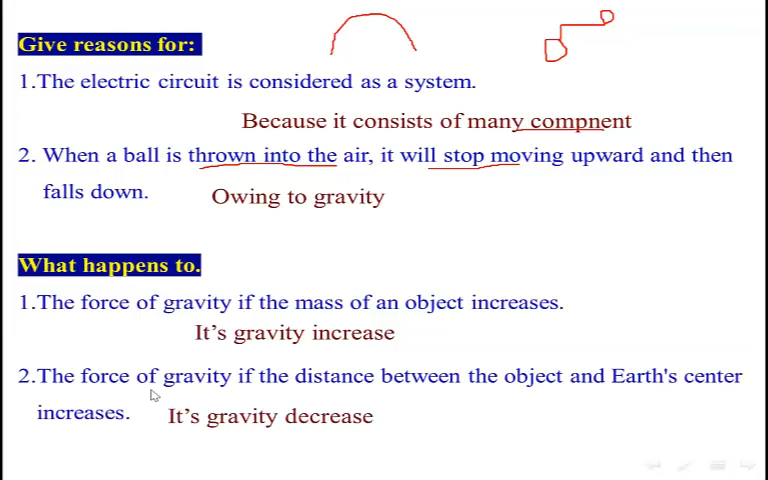 Give reasons for:
1.The electric circuit is considered as a system.
Because it consists of many compnent
2. When a ball is thrown into the air, it will stop moving upward and then
falls down.
Owing to gravity
What happens to.
1.The force of gravity if the mass of an object increases.
It's gravity increase
2.The force of gravity if the distance between the object and Earth's center
increases.
It's gravity decrease